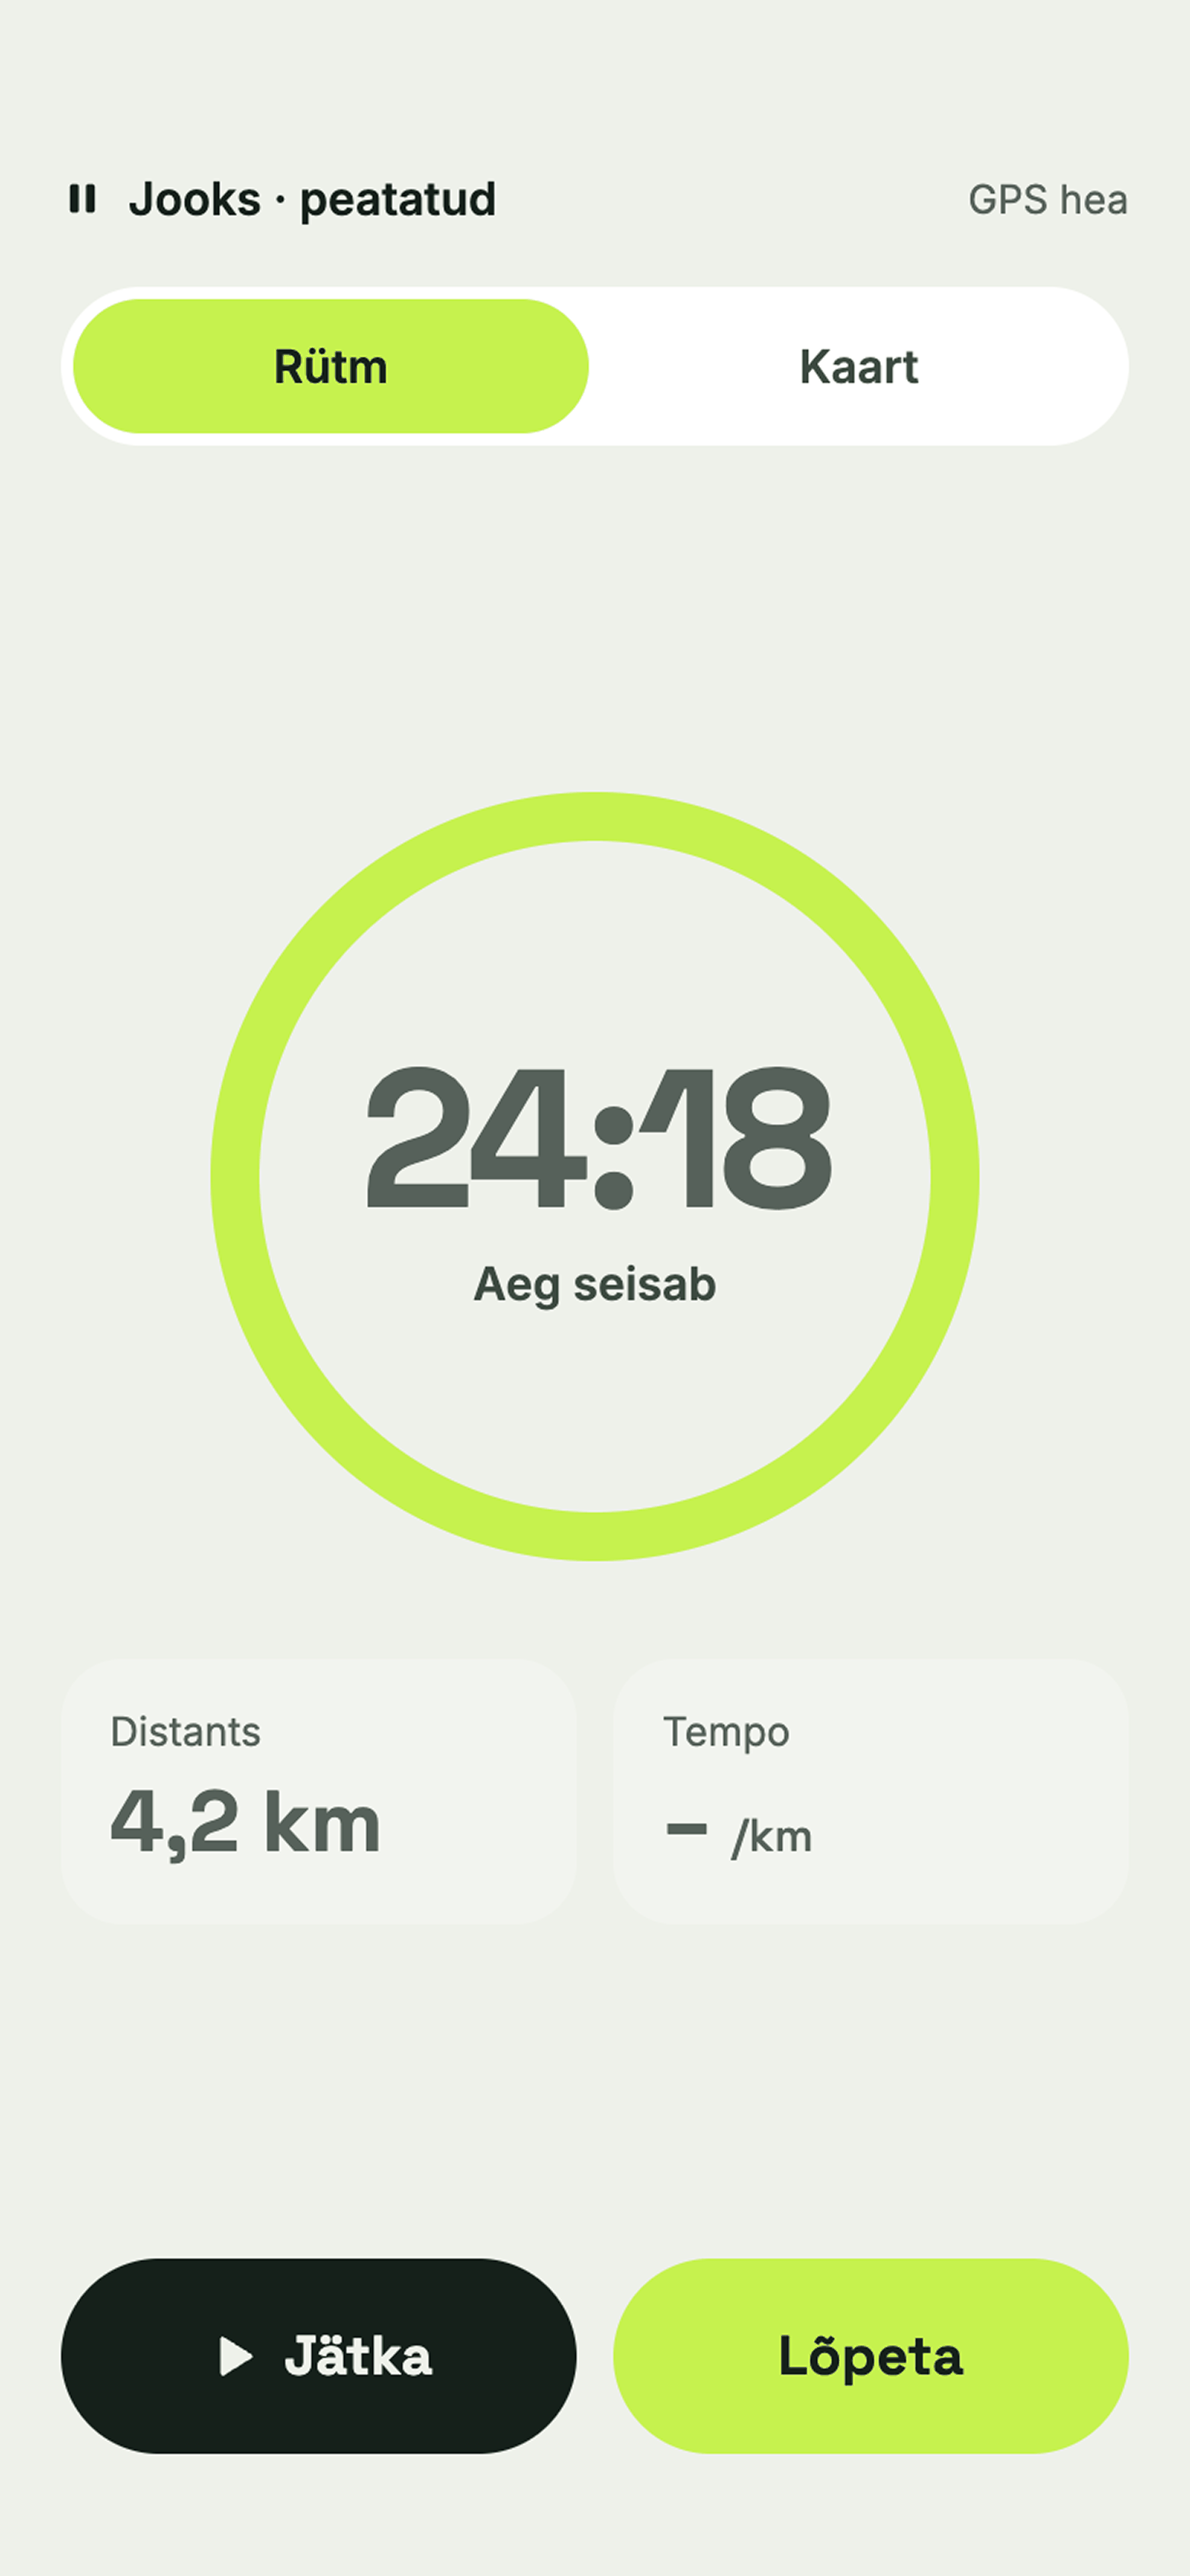 Jooks · peatatud
GPS hea
Rütm
Kaart
24:18
Aeg seisab
Distants
4,2 km
Tempo
– /km
Jätka
Lõpeta